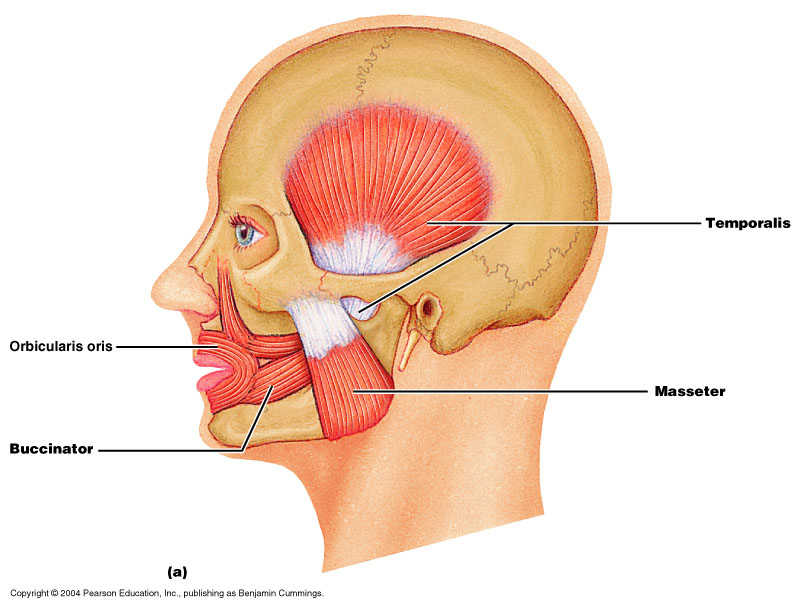 Temporalis
Orbicularis oris
Masseter
Buccinator
(a)
Copyright © 2004 Pearson Education, Inc., publishing as Benjamin Cummings.